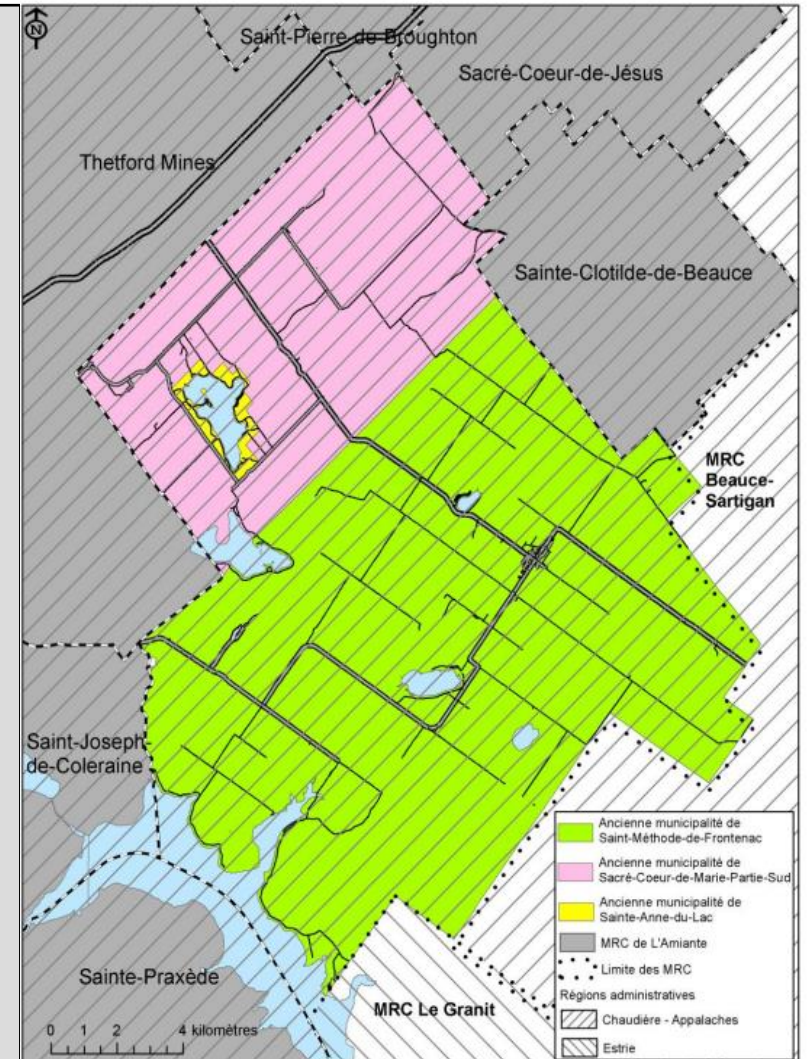 N
Saint-Pierre-de-Broughton
Sacré-Coeur-de-Jésus
Thetford Mines
Sainte-Clotilde-de-Beauce
MRC
Beauce-
Sartigan
Saint-Joseph-
de-Coleraine
Sainte-Praxède
MRC Le Granit
0 1 2 4 kilomètres
Ancienne municipalité de
Saint-Méthode-de-Frontenac
Ancienne municipalité de
Sacré-Coeur-de-Marie-Partie-Sud
Ancienne municipalité de
Sainte-Anne-du-Lac
MRC de L'Amiante
Limite des MRC
Régions administratives
Chaudière - Appalaches
Estrie